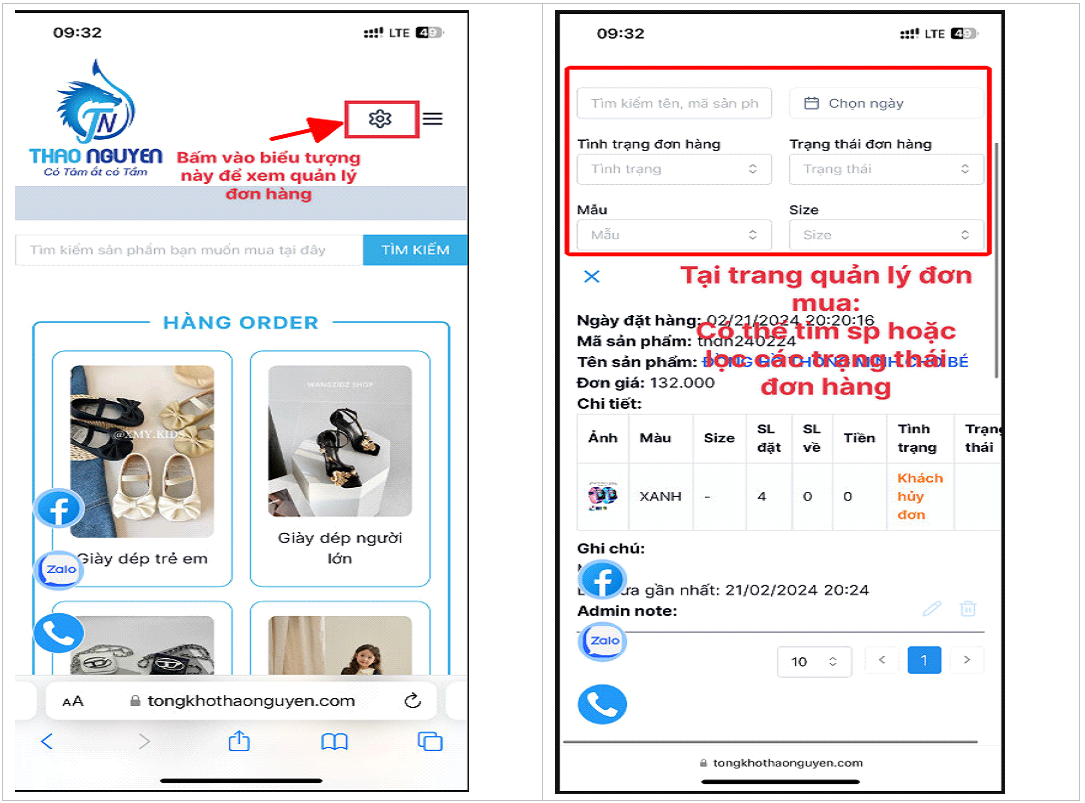 09:32
LTE 49
TN
THAO NGUYEN
Có Tâm ắt có Tầm
Bấm vào biểu tượng
này để xem quản lý
đơn hàng
Tìm kiếm sản phẩm bạn muốn mua tại đây
TÌM KIẾM
HÀNG ORDER
@XMY.KIDS
WANGZIDZ SHOP
Giày dép trẻ em
Giày dép người
lớn
Zalo
AA
tongkhothaonguyen.com
09:32
LTE 49
Tìm kiếm tên, mã sản ph
Chọn ngày
Tình trạng đơn hàng
Trạng thái đơn hàng
Tình trạng
Trạng thái
Mẫu
Size
Mẫu
Size
Tại trang quản lý đơn
mua:
Có thể tìm sp hoặc
lọc các trạng thái
đơn hàng
Ngày đặt hàng: 02/21/2024 20:20:16
Mã sản phẩm: thdn240224
Tên sản phẩm: ĐỒNG HỒ THÔNG MINH CHO BÉ
Đơn giá: 132.000
Chi tiết:
Ảnh Màu Size SL đặt SL về Tiền Tình trạng Trạng thái
XANH - 4 0 0 Khách hủy đơn
Ghi chú:
gần nhất: 21/02/2024 20:24
Admin note:
Zalo
10
1
tongkhothaonguyen.com